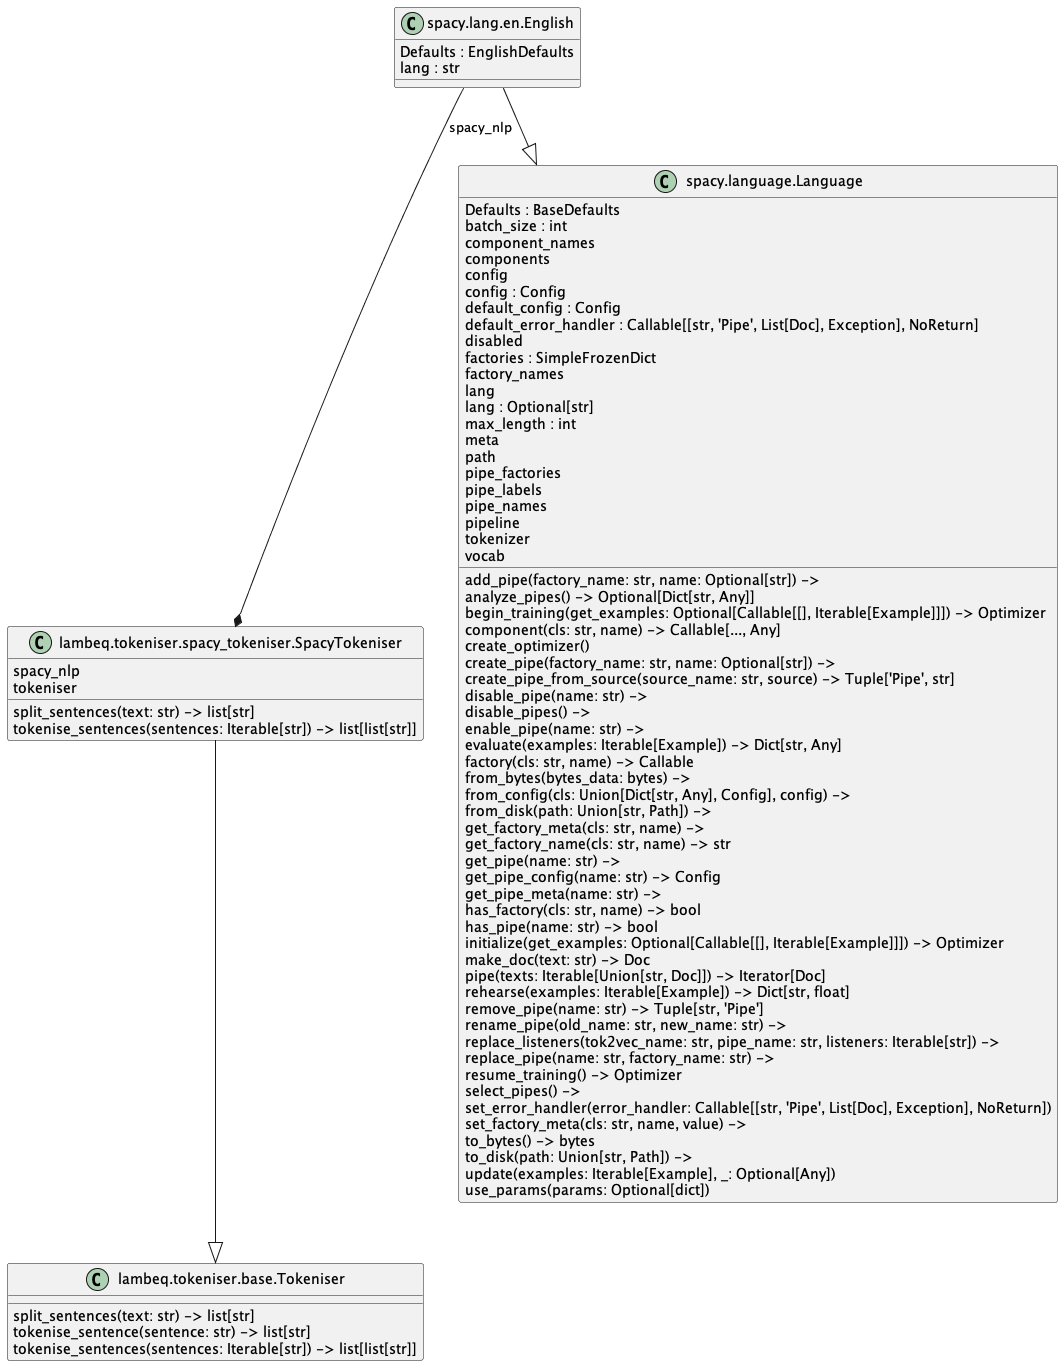 C spacy.lang.en.English
Defaults : EnglishDefaults
lang : str
spacy_nlp
C spacy.language.Language
Defaults : BaseDefaults
batch_size : int
component_names
components
config
config : Config
default_config : Config
default_error_handler : Callable[[str, 'Pipe', List[Doc], Exception], NoReturn]
disabled
factories : SimpleFrozenDict
factory_names
lang
lang : Optional[str]
max_length : int
meta
path
pipe_factories
pipe_labels
pipe_names
pipeline
tokenizer
vocab
add_pipe(factory_name: str, name: Optional[str]) ->
analyze_pipes() -> Optional[Dict[str, Any]]
begin_training(get_examples: Optional[Callable[[], Iterable[Example]]]) -> Optimizer
component(cls: str, name) -> Callable[..., Any]
create_optimizer()
create_pipe(factory_name: str, name: Optional[str]) ->
create_pipe_from_source(source_name: str, source) -> Tuple['Pipe', str]
disable_pipe(name: str) ->
disable_pipes() ->
enable_pipe(name: str) ->
evaluate(examples: Iterable[Example]) -> Dict[str, Any]
factory(cls: str, name) -> Callable
from_bytes(bytes_data: bytes) ->
from_config(cls: Union[Dict[str, Any], Config], config) ->
from_disk(path: Union[str, Path]) ->
get_factory_meta(cls: str, name) ->
get_factory_name(cls: str, name) -> str
get_pipe(name: str) ->
get_pipe_config(name: str) -> Config
get_pipe_meta(name: str) ->
has_factory(cls: str, name) -> bool
has_pipe(name: str) -> bool
initialize(get_examples: Optional[Callable[[], Iterable[Example]]]) -> Optimizer
make_doc(text: str) -> Doc
pipe(texts: Iterable[Union[str, Doc]]) -> Iterator[Doc]
rehearse(examples: Iterable[Example]) -> Dict[str, float]
remove_pipe(name: str) -> Tuple[str, 'Pipe']
rename_pipe(old_name: str, new_name: str) ->
replace_listeners(tok2vec_name: str, pipe_name: str, listeners: Iterable[str]) ->
replace_pipe(name: str, factory_name: str) ->
resume_training() -> Optimizer
select_pipes() ->
set_error_handler(error_handler: Callable[[str, 'Pipe', List[Doc], Exception], NoReturn])
set_factory_meta(cls: str, name, value) ->
to_bytes() -> bytes
to_disk(path: Union[str, Path]) ->
update(examples: Iterable[Example], _: Optional[Any])
use_params(params: Optional[dict])
C lambeq.tokeniser.spacy_tokeniser.SpacyTokeniser
spacy_nlp
tokeniser
split_sentences(text: str) -> list[str]
tokenise_sentences(sentences: Iterable[str]) -> list[list[str]]
C lambeq.tokeniser.base.Tokeniser
split_sentences(text: str) -> list[str]
tokenise_sentence(sentence: str) -> list[str]
tokenise_sentences(sentences: Iterable[str]) -> list[list[str]]